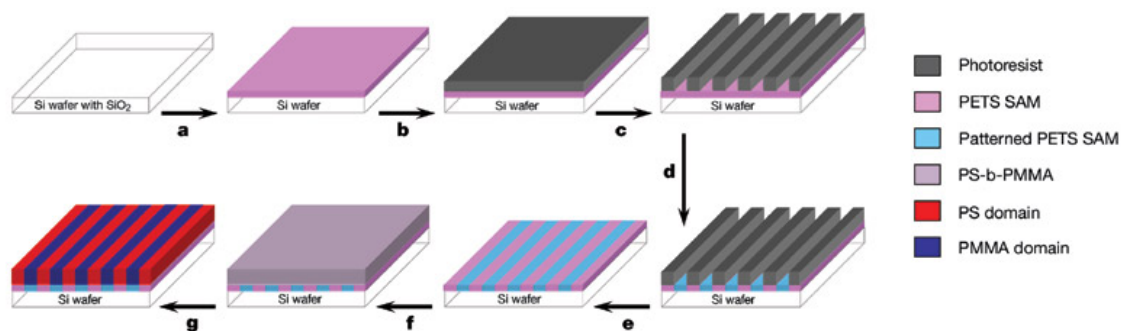 Si wafer with SiO₂
a
Si wafer
b
Si wafer
c
Si wafer
d
Si wafer
e
Si wafer
f
Si wafer
g
Si wafer
Photoresist
PETS SAM
Patterned PETS SAM
PS-b-PMMA
PS domain
PMMA domain